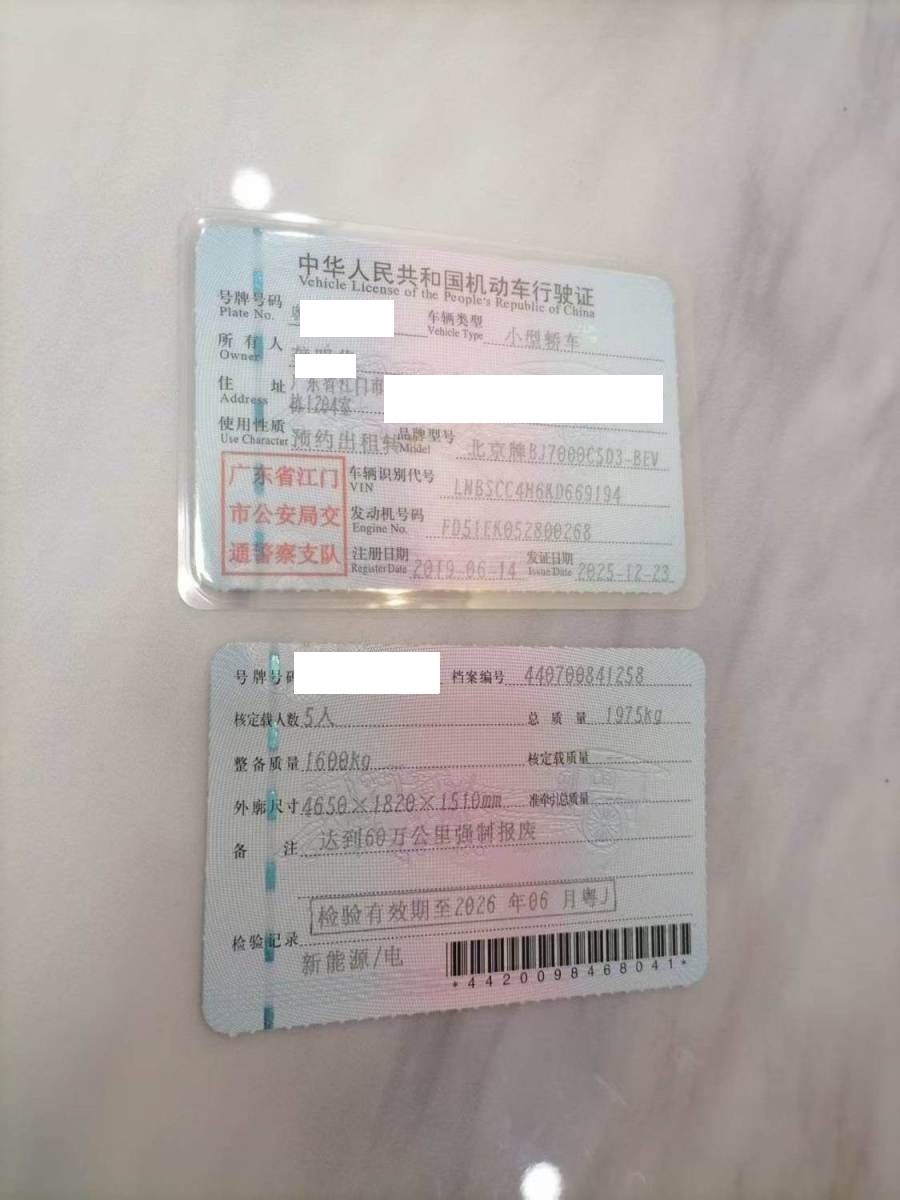 中华人民共和国机动车行驶证
Vehicle License of the People's Republic of China
号牌号码 粤 车辆类型 小型轿车
Plate No. Vehicle Type
所有人
Owner
住址 广东省江门市
Address 栋1204室
使用性质 预约出租转 品牌型号 北京牌BJ7000C5D3-BEV
Use Character Model
广东省江门
市公安局交
通警察支队
车辆识别代号 LNBSCC4H6KD669194
VIN
发动机号码 FD51EK052800268
Engine No.
注册日期 2019-06-14 发证日期 2025-12-23
Register Date Issue Date
号牌号码 档案编号 440700841258
核定载人数 5人 总质量 1975kg
整备质量 1600kg 核定载质量
外廓尺寸 4650×1820×1510mm 准牵引总质量
备注 达到60万公里强制报废
检验有效期至2026 年06 月粤J
检验记录
新能源/电
*4420098468041*